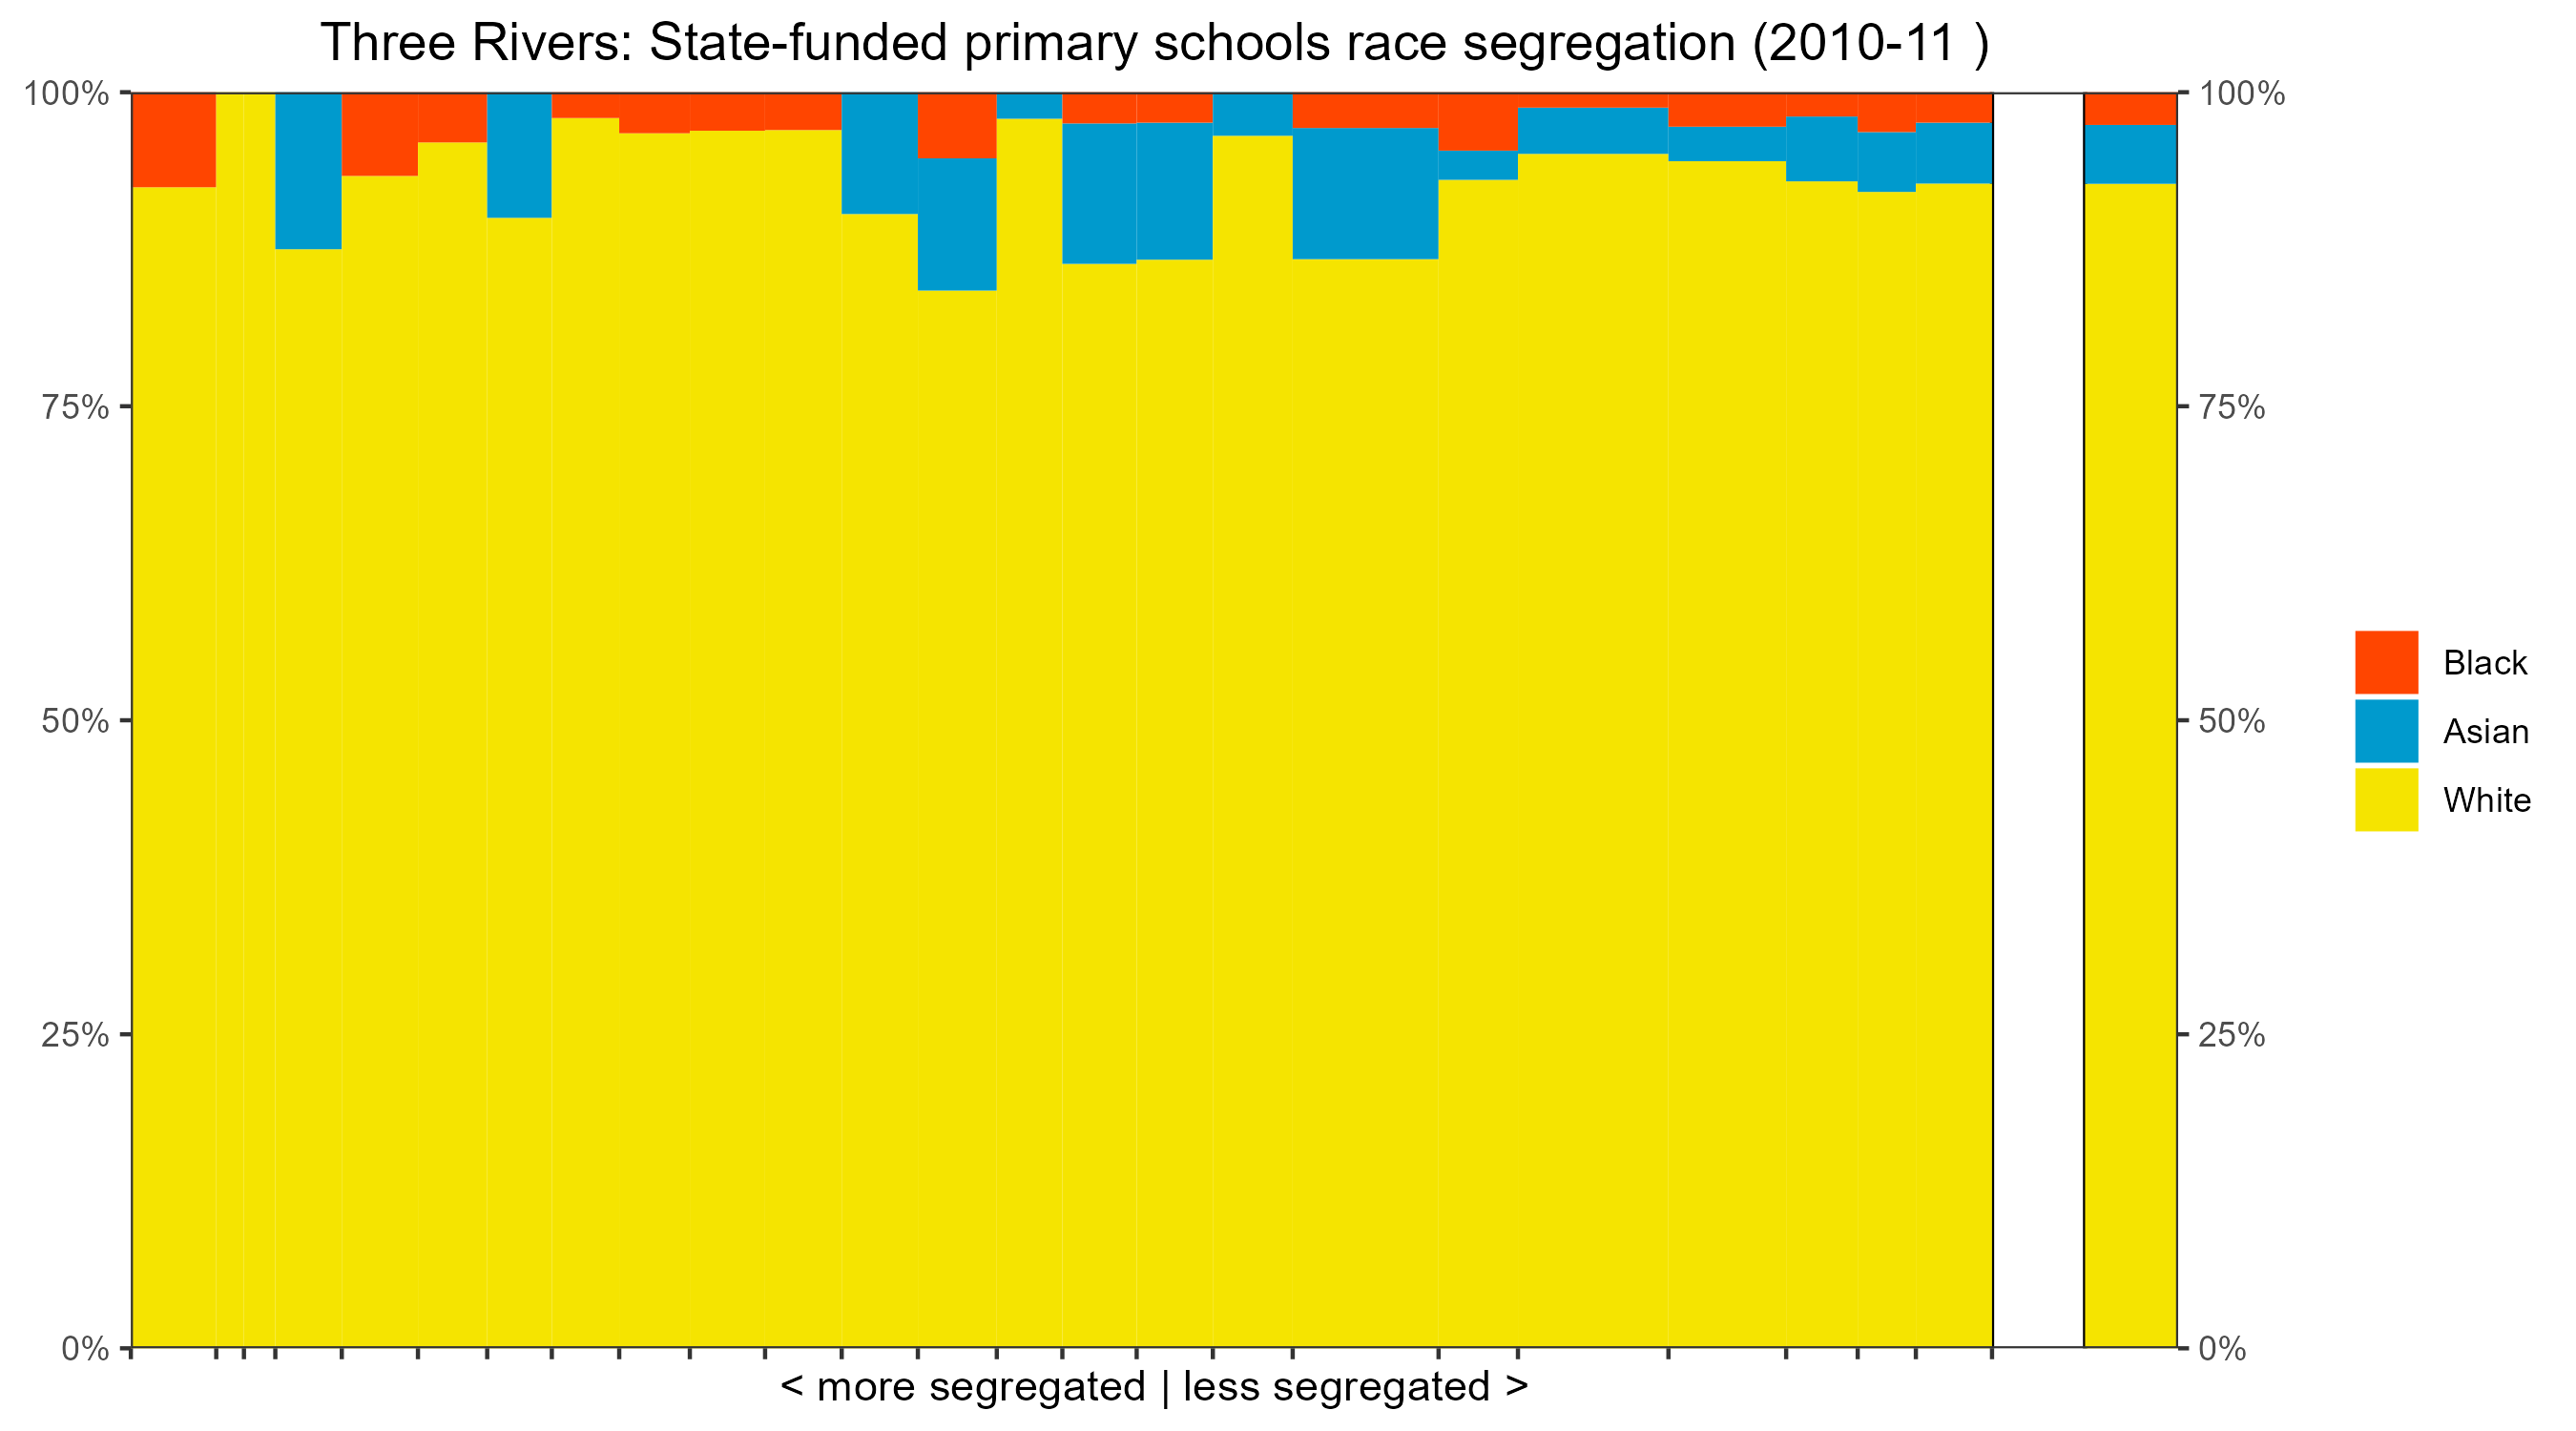 Three Rivers: State-funded primary schools race segregation (2010-11 )
100%
75%
50%
25%
0%
100%
75%
50%
25%
0%
Black
Asian
White
< more segregated | less segregated >